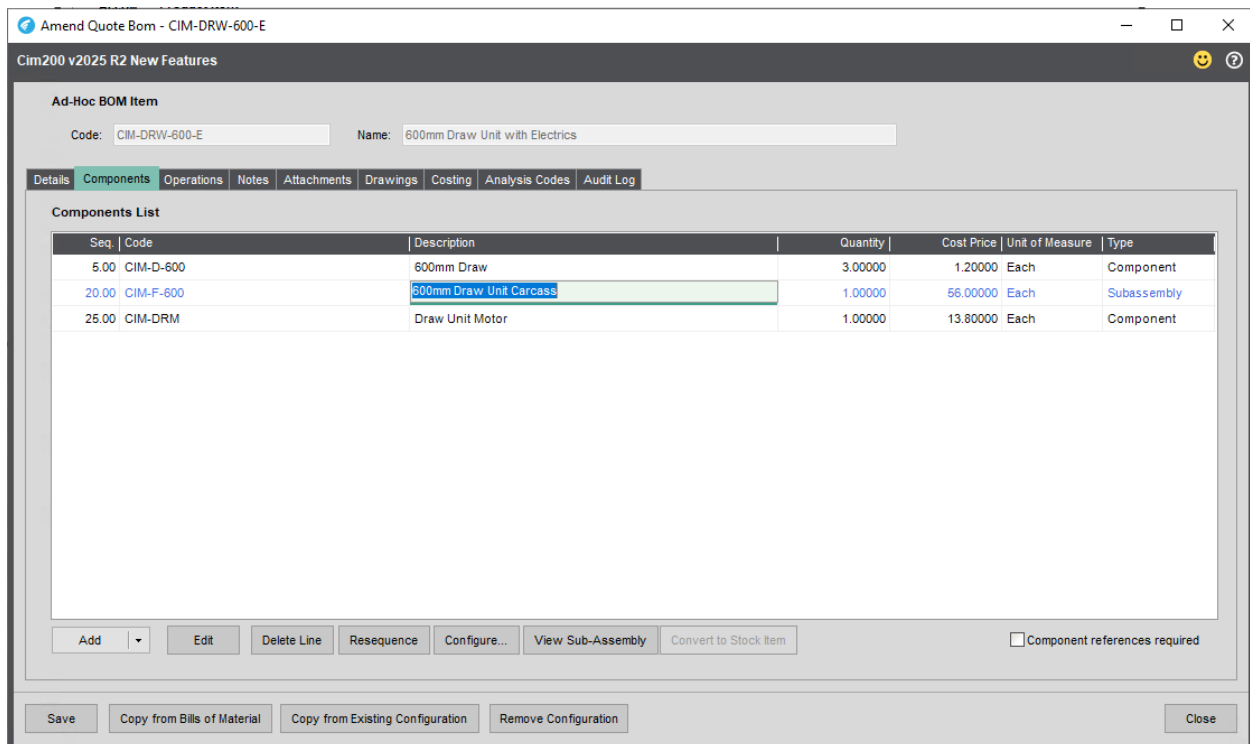 Amend Quote Bom - CIM-DRW-600-E
Cim200 v2025 R2 New Features
Ad-Hoc BOM Item
Code: CIM-DRW-600-E Name: 600mm Draw Unit with Electrics
Details Components Operations Notes Attachments Drawings Costing Analysis Codes Audit Log
Components List
Seq. Code Description Quantity Cost Price Unit of Measure Type
5.00 CIM-D-600 600mm Draw 3.00000 1.20000 Each Component
20.00 CIM-F-600 600mm Draw Unit Carcass 1.00000 56.00000 Each Subassembly
25.00 CIM-DRM Draw Unit Motor 1.00000 13.80000 Each Component
Add Edit Delete Line Resequence Configure... View Sub-Assembly Convert to Stock Item Component references required
Save Copy from Bills of Material Copy from Existing Configuration Remove Configuration Close